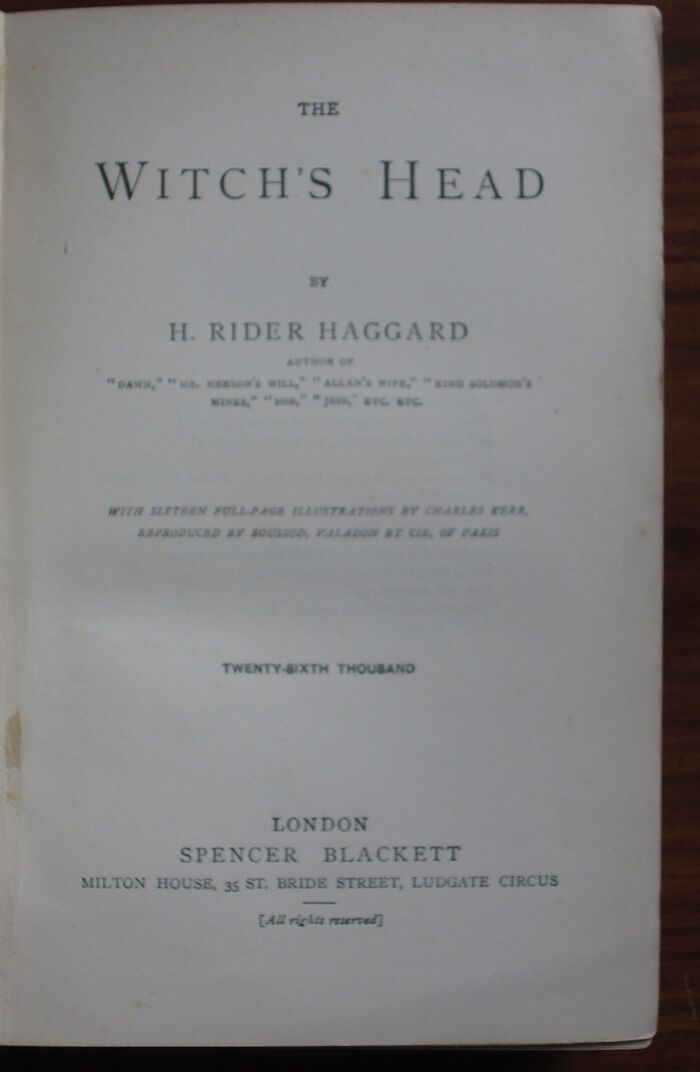 THE
WITCH'S HEAD
BY
H. RIDER HAGGARD
AUTHOR OF
"DAWN," "MR. MEESON'S WILL," "ALLAN'S WIFE," "KING SOLOMON'S
MINES," "SHE," "JESS," ETC. ETC.
WITH SIXTEEN FULL-PAGE ILLUSTRATIONS BY CHARLES KERR,
REPRODUCED BY BOUSSOD, VALADON ET CIE, OF PARIS
TWENTY-SIXTH THOUSAND
LONDON
SPENCER BLACKETT
MILTON HOUSE, 35 ST. BRIDE STREET, LUDGATE CIRCUS
[All rights reserved]